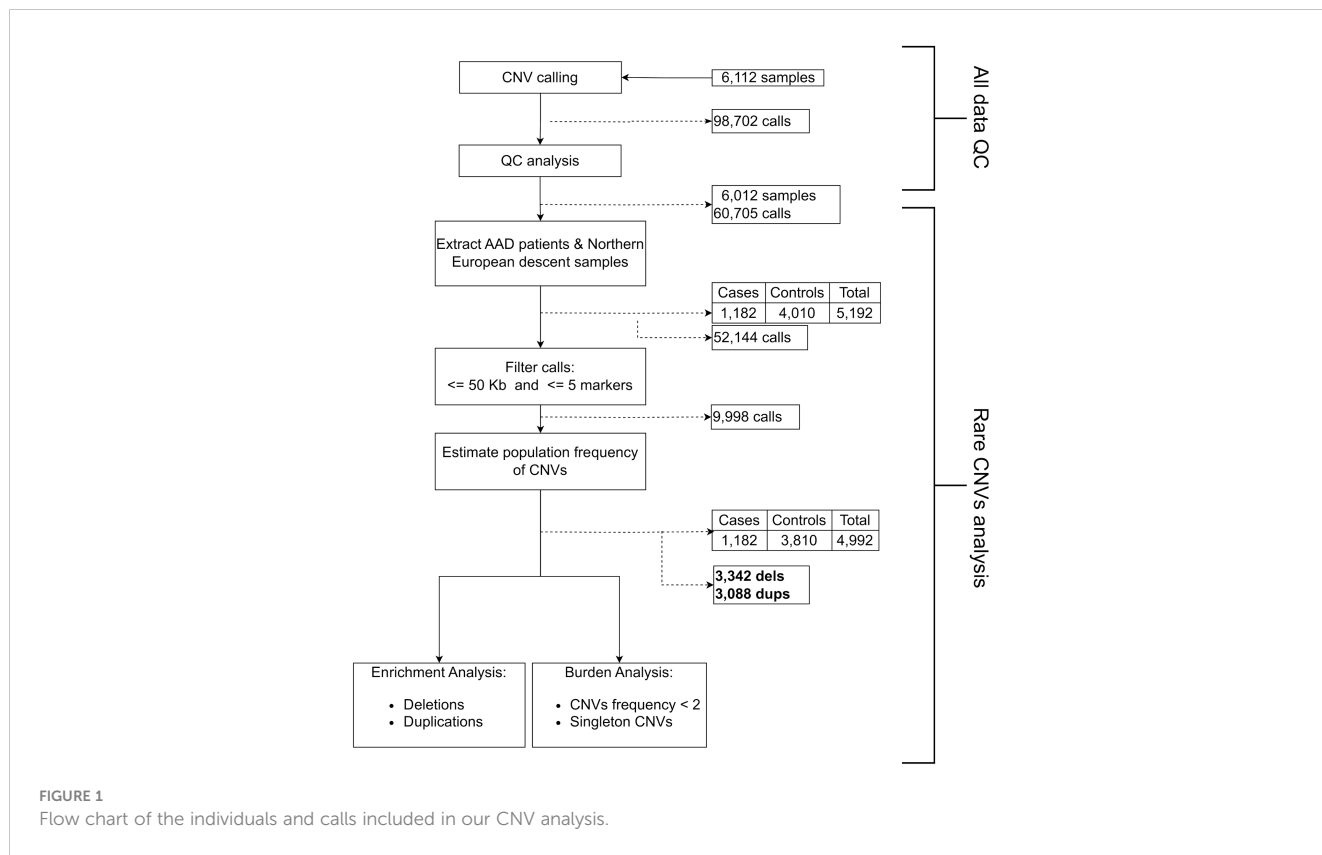 CNV calling
6,112 samples
98,702 calls
QC analysis
6,012 samples
60,705 calls
Extract AAD patients & Northern
European descent samples
Cases Controls Total
1,182 4,010 5,192
52,144 calls
Filter calls:
<= 50 Kb and <= 5 markers
9,998 calls
Estimate population frequency
of CNVs
Cases Controls Total
1,182 3,810 4,992
3,342 dels
3,088 dups
Enrichment Analysis:
• Deletions
• Duplications
Burden Analysis:
• CNVs frequency < 2
• Singleton CNVs
All data QC
Rare CNVs analysis
FIGURE 1
Flow chart of the individuals and calls included in our CNV analysis.